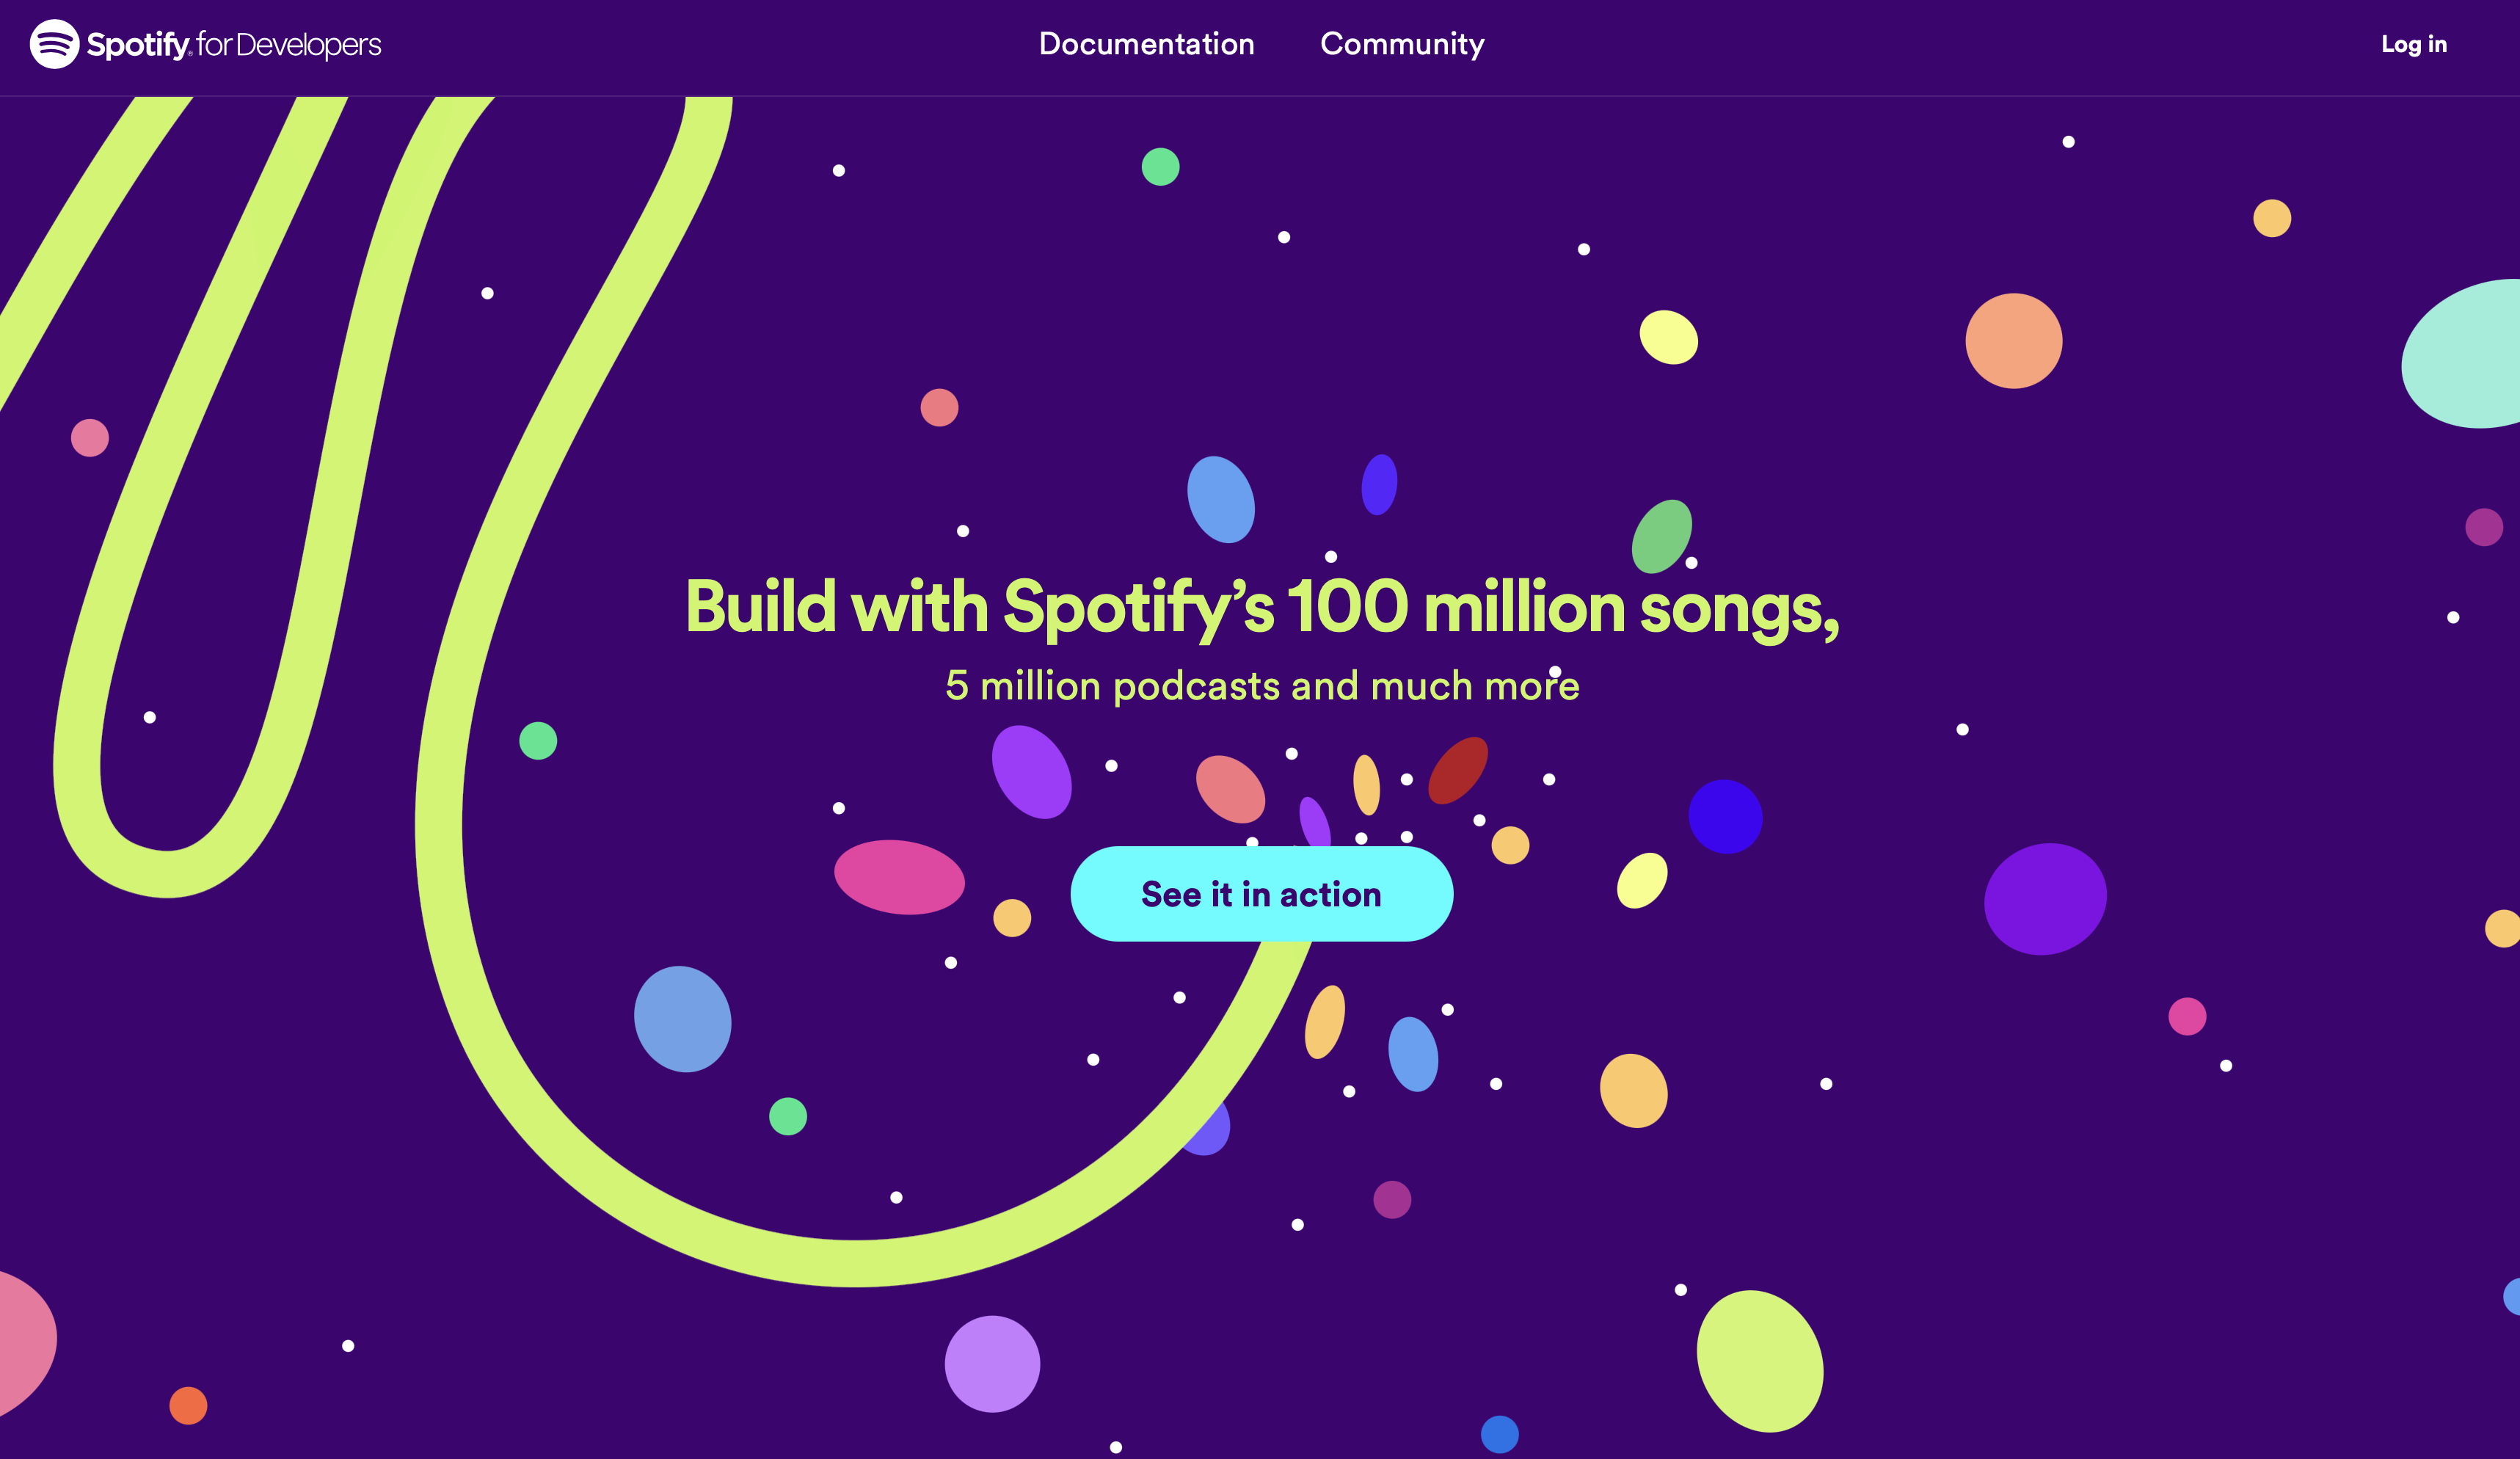 Spotify® for Developers
Documentation
Community
Log in
Build with Spotify’s 100 million songs,
5 million podcasts and much more
See it in action